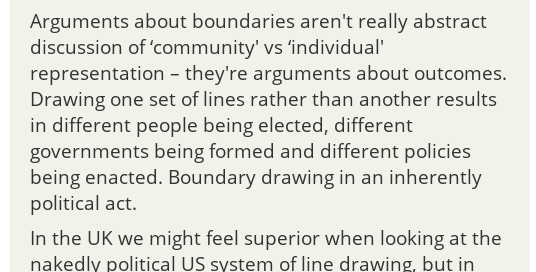 Arguments about boundaries aren't really abstract
discussion of ‘community' vs ‘individual'
representation – they're arguments about outcomes.
Drawing one set of lines rather than another results
in different people being elected, different
governments being formed and different policies
being enacted. Boundary drawing in an inherently
political act.
In the UK we might feel superior when looking at the
nakedly political US system of line drawing, but in